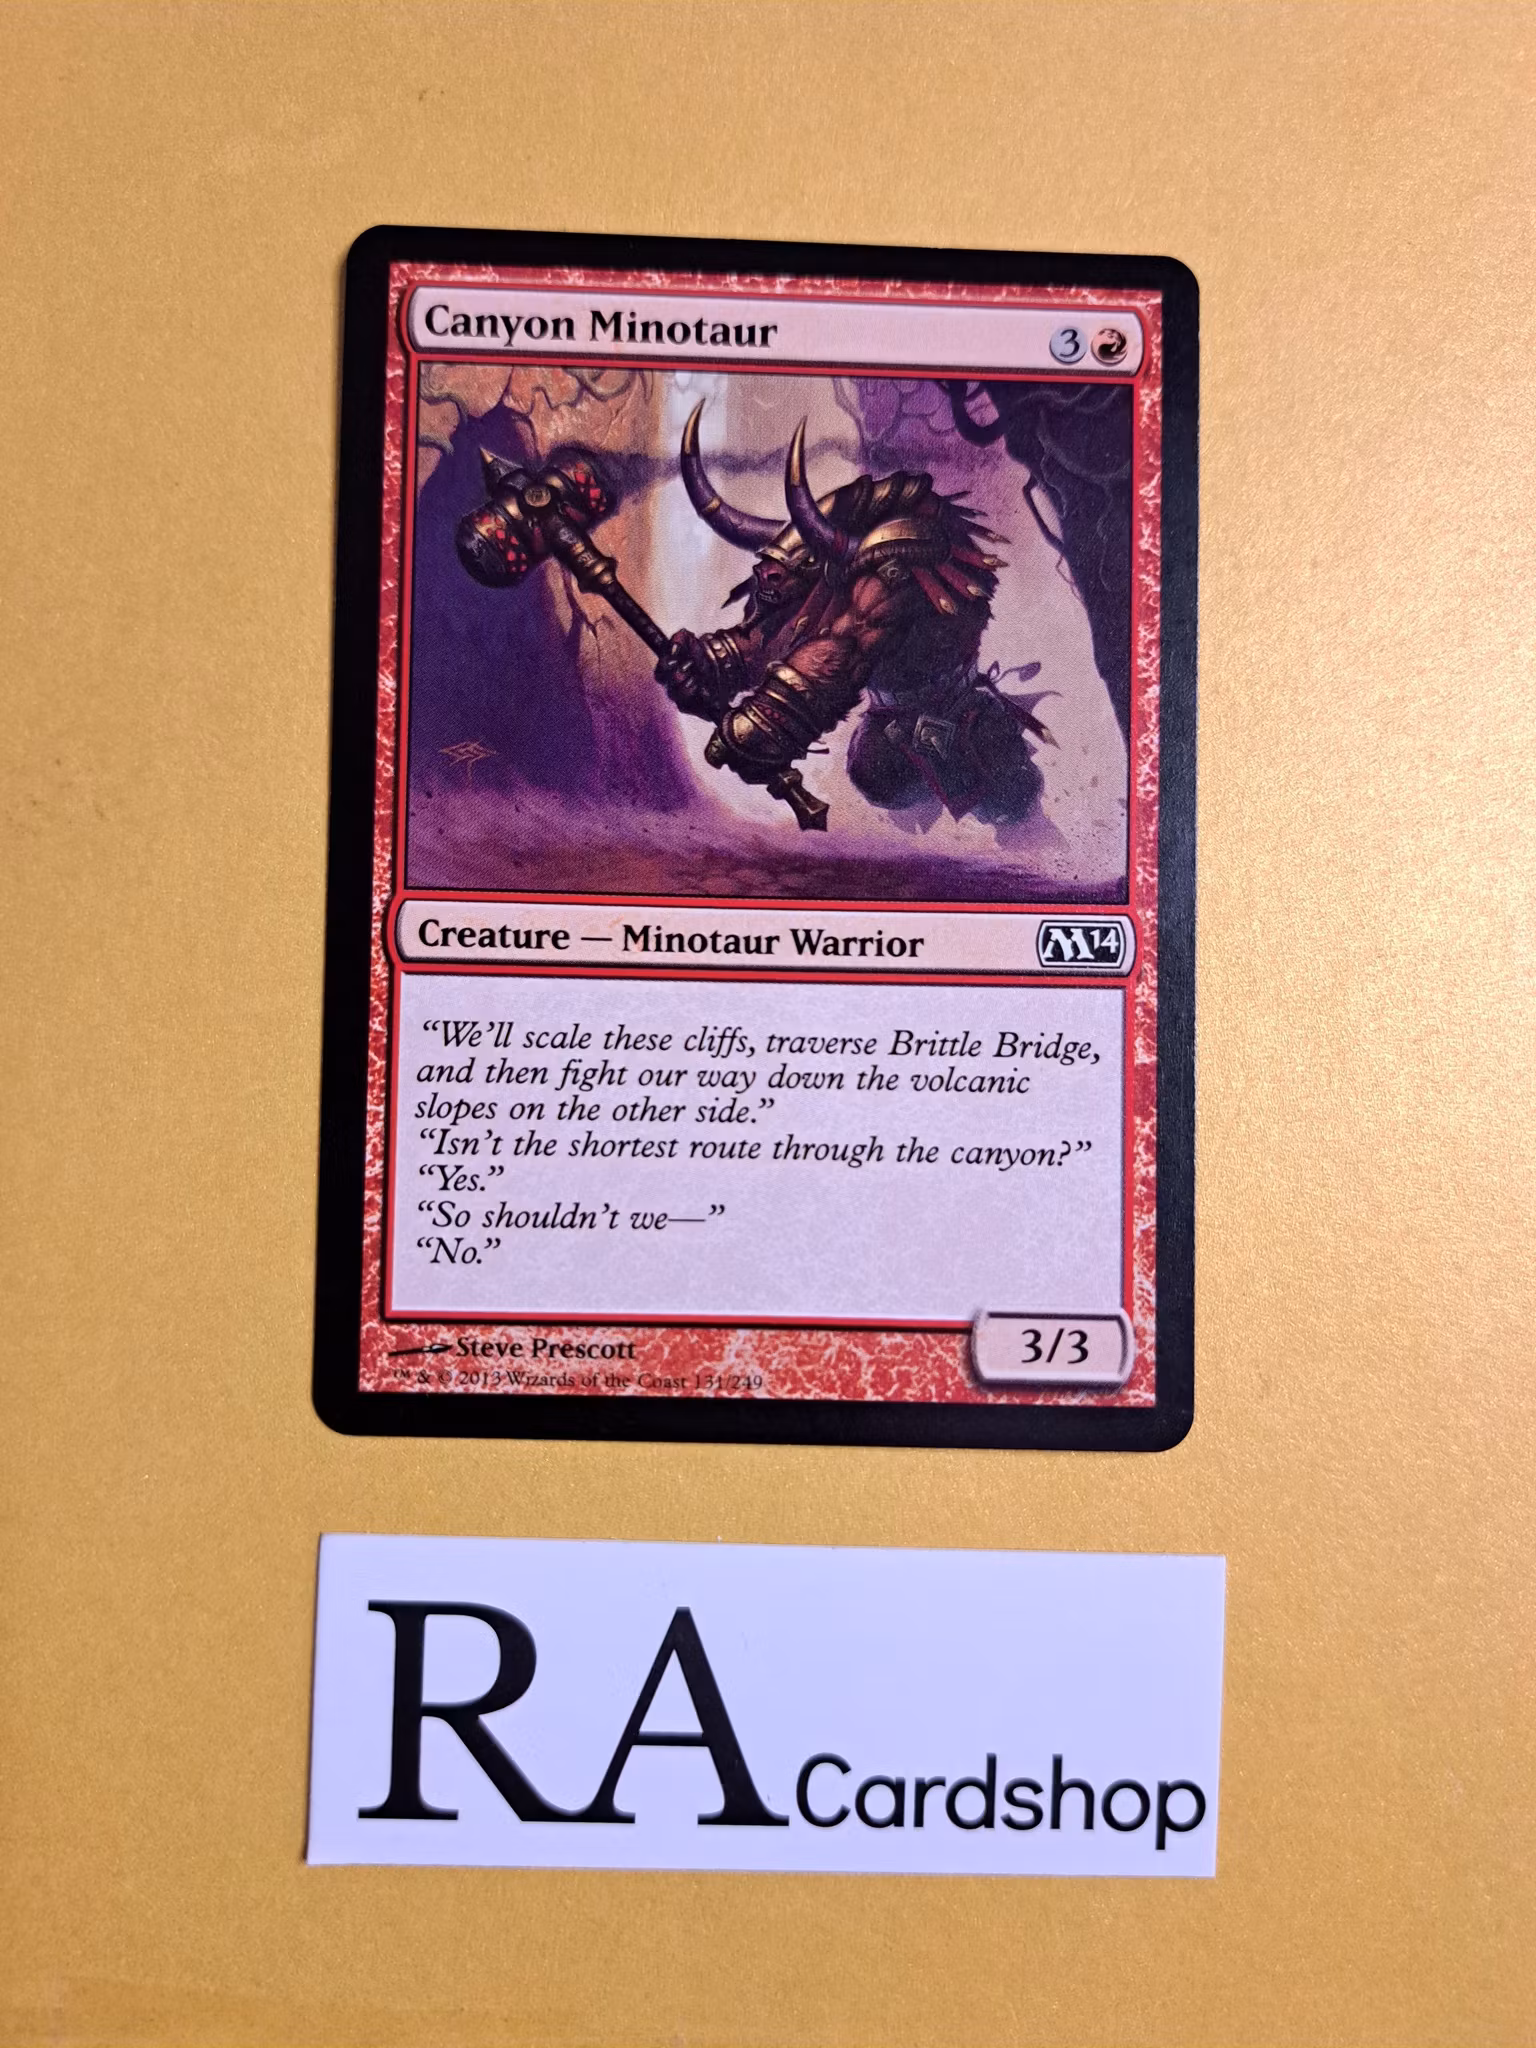 Canyon Minotaur
3
Creature — Minotaur Warrior
M14
“We’ll scale these cliffs, traverse Brittle Bridge,
and then fight our way down the volcanic
slopes on the other side.”
“Isn’t the shortest route through the canyon?”
“Yes.”
“So shouldn’t we—”
“No.”
3/3
Steve Prescott
™ & © 2013 Wizards of the Coast 131/249
RA Cardshop